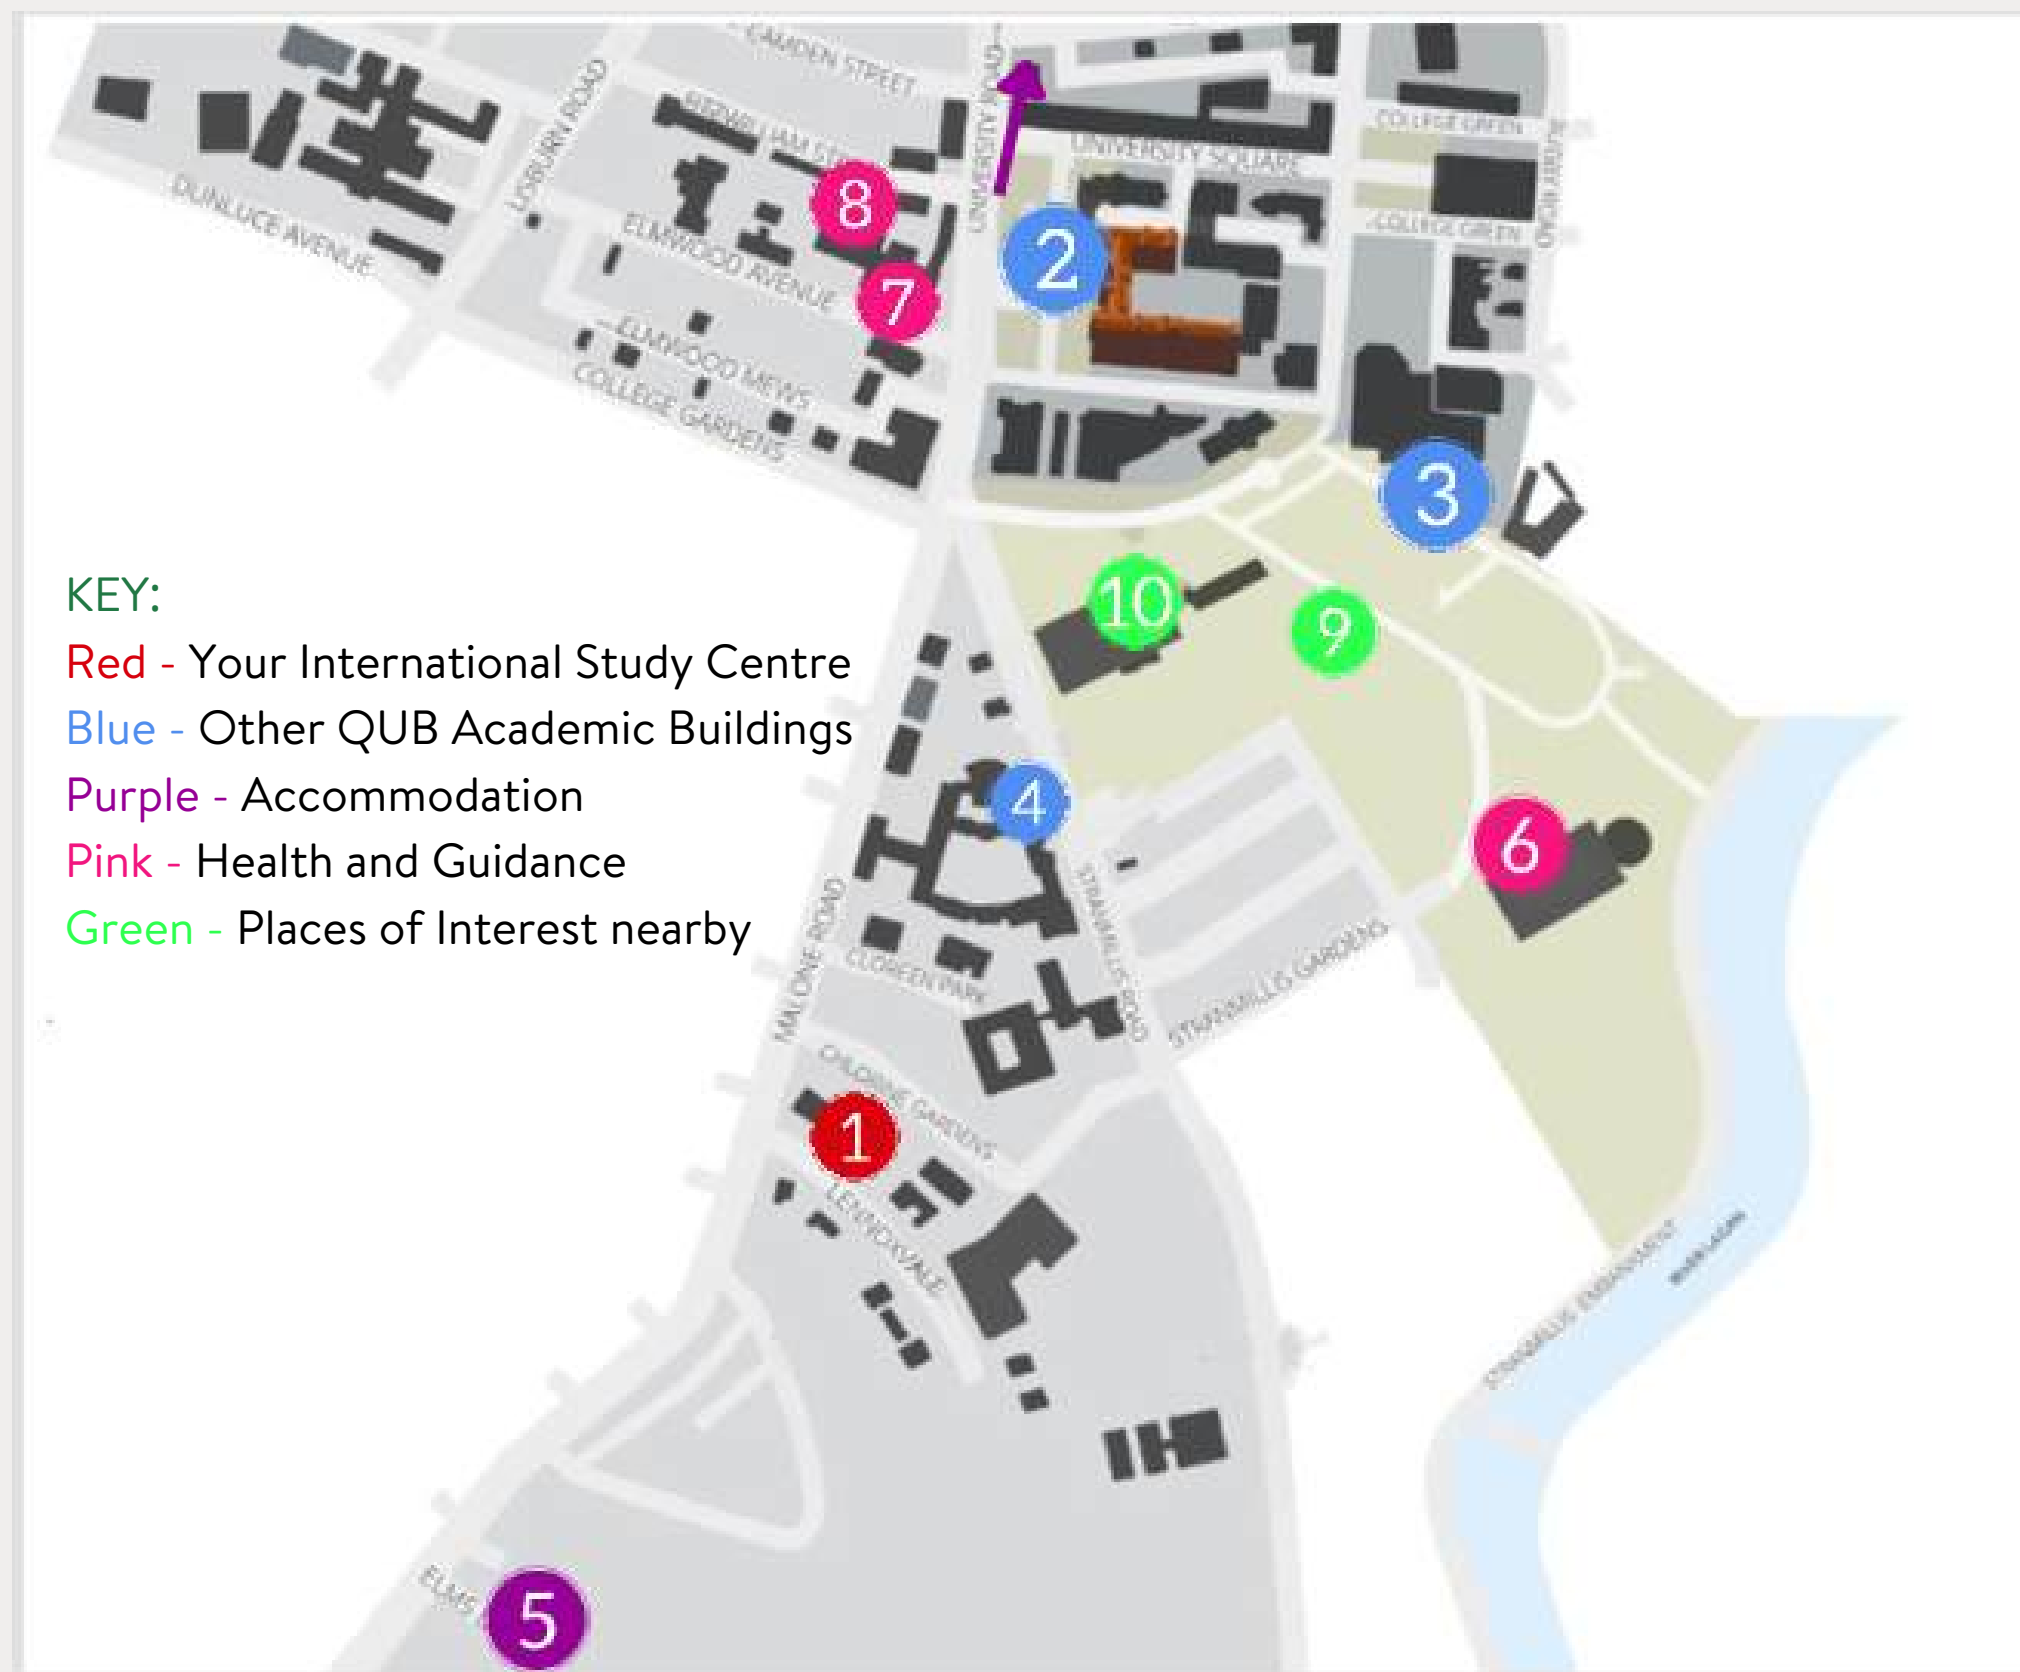 CAMDEN STREET
UNIVERSITY ROAD
LISBURN ROAD
COLLEGE GREEN
UNIVERSITY SQUARE
DUNLUCE AVENUE
8
ELMWOOD AVENUE
2
COLLEGE GREEN
7
ELMWOOD MEWS
COLLEGE GARDENS
3
10
9
KEY:
Red - Your International Study Centre
Blue - Other QUB Academic Buildings
Purple - Accommodation
Pink - Health and Guidance
Green - Places of Interest nearby
4
6
MALONE ROAD
STRANMILLIS ROAD
CLOREEN PARK
STRANMILLIS GARDENS
CHLORINE GARDENS
1
LENNOXVALE
STRANMILLIS EMBANKMENT
RIVER LAGAN
ELMS
5